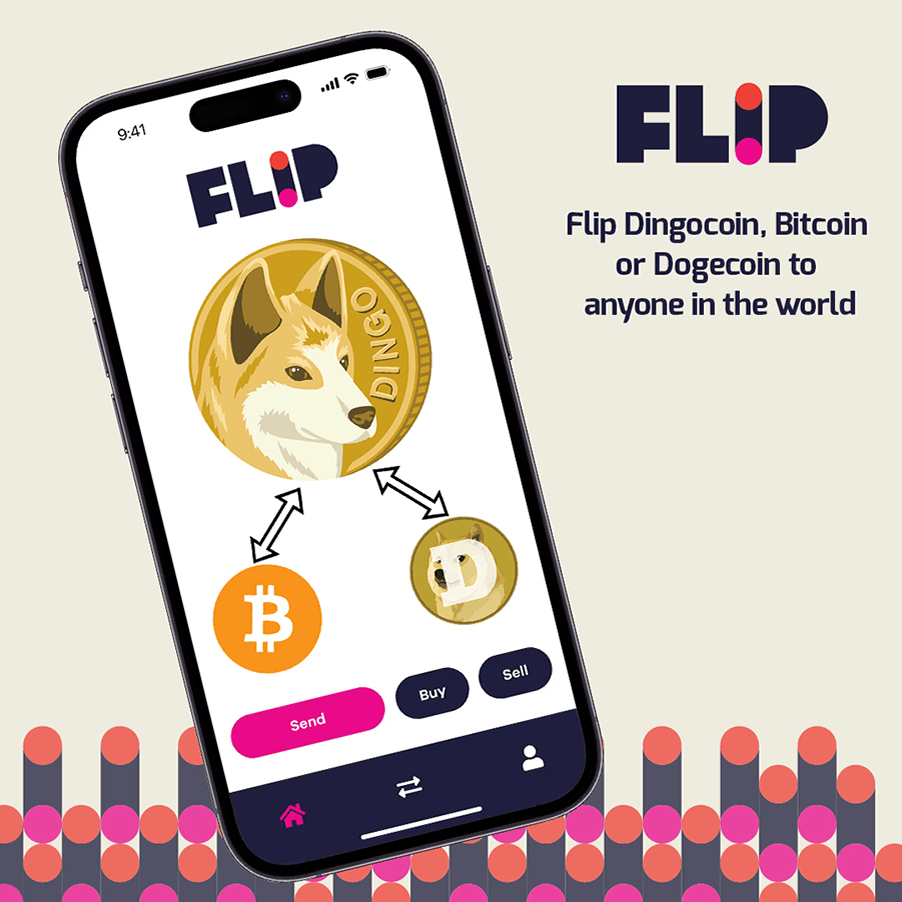 9:41
FLiP
DINGO
B
D
Send
Buy
Sell
FLiP
Flip Dingocoin, Bitcoin
or Dogecoin to
anyone in the world